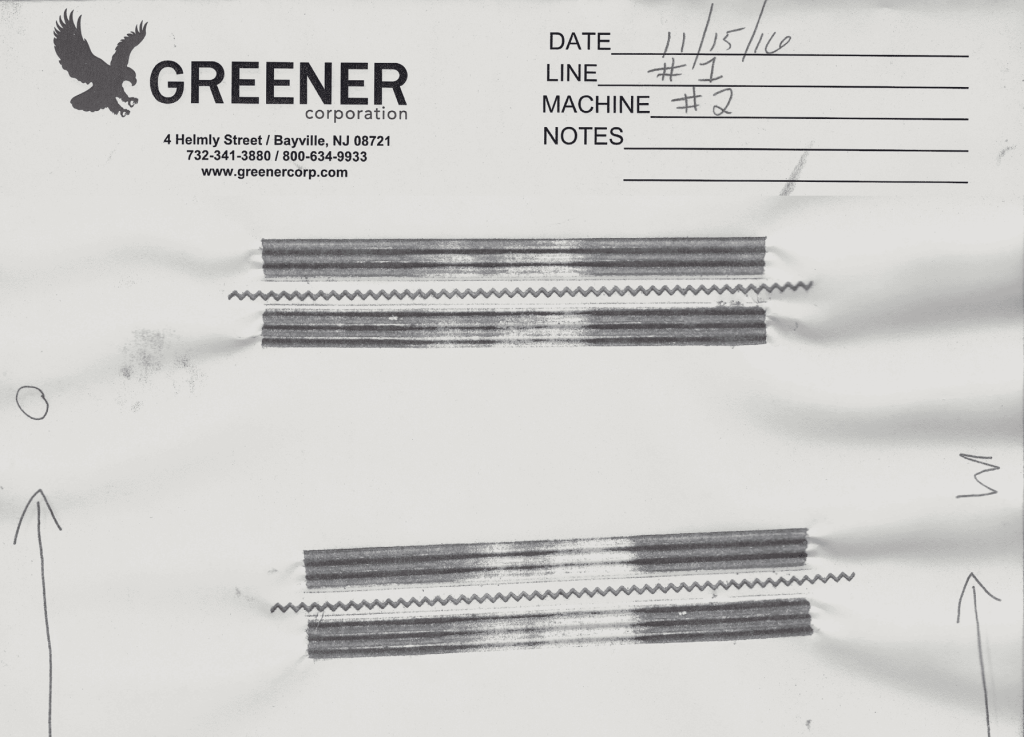 GREENER
corporation
4 Helmly Street / Bayville, NJ 08721
732-341-3880 / 800-634-9933
www.greenercorp.com
DATE 11/15/16
LINE #1
MACHINE #2
NOTES
O
M